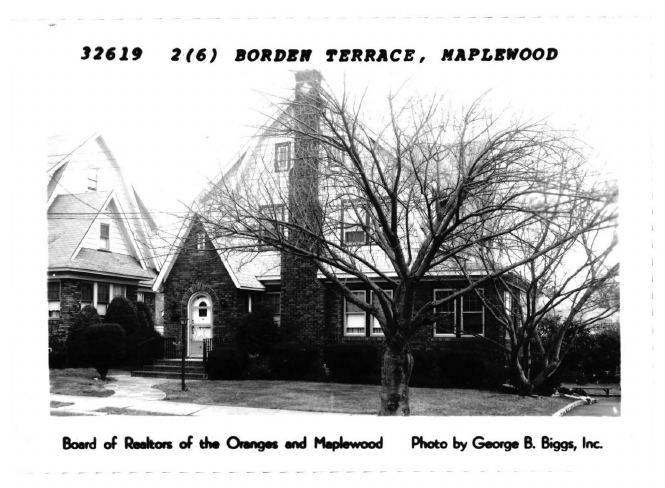 32619 2(6) BORDEN TERRACE, MAPLEWOOD
Board of Realtors of the Oranges and Maplewood Photo by George B. Biggs, Inc.